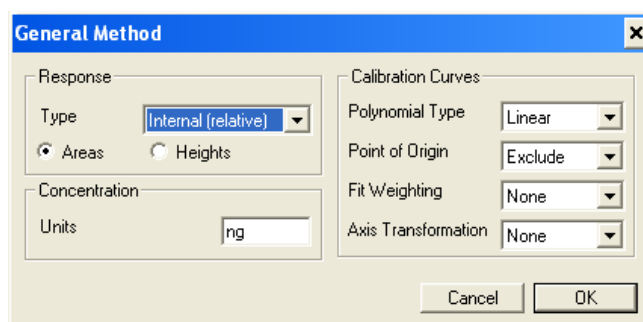 General Method
Response
Type Internal (relative)
Areas Heights
Concentration
Units ng
Calibration Curves
Polynomial Type Linear
Point of Origin Exclude
Fit Weighting None
Axis Transformation None
Cancel OK